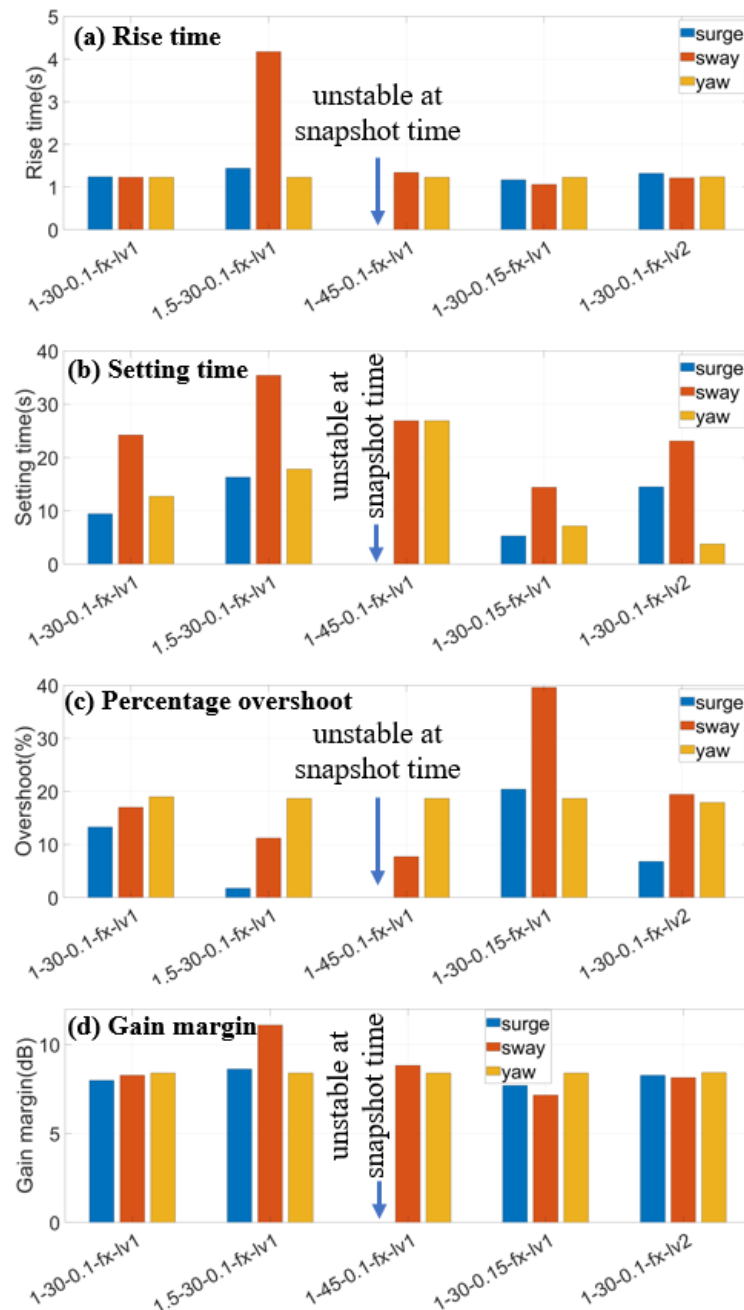 (a) Rise time
surge
sway
yaw
unstable at
snapshot time
Rise time(s)
5
4
3
2
1
0
1-30-0.1-fx-lv1
1.5-30-0.1-fx-lv1
1-45-0.1-fx-lv1
1-30-0.15-fx-lv1
1-30-0.1-fx-lv2
(b) Setting time
surge
sway
yaw
unstable at
snapshot time
Setting time(s)
40
30
20
10
0
1-30-0.1-fx-lv1
1.5-30-0.1-fx-lv1
1-45-0.1-fx-lv1
1-30-0.15-fx-lv1
1-30-0.1-fx-lv2
(c) Percentage overshoot
surge
sway
yaw
unstable at
snapshot time
Overshoot(%)
40
30
20
10
0
1-30-0.1-fx-lv1
1.5-30-0.1-fx-lv1
1-45-0.1-fx-lv1
1-30-0.15-fx-lv1
1-30-0.1-fx-lv2
(d) Gain margin
surge
sway
yaw
unstable at
snapshot time
Gain margin(dB)
10
5
0
1-30-0.1-fx-lv1
1.5-30-0.1-fx-lv1
1-45-0.1-fx-lv1
1-30-0.15-fx-lv1
1-30-0.1-fx-lv2